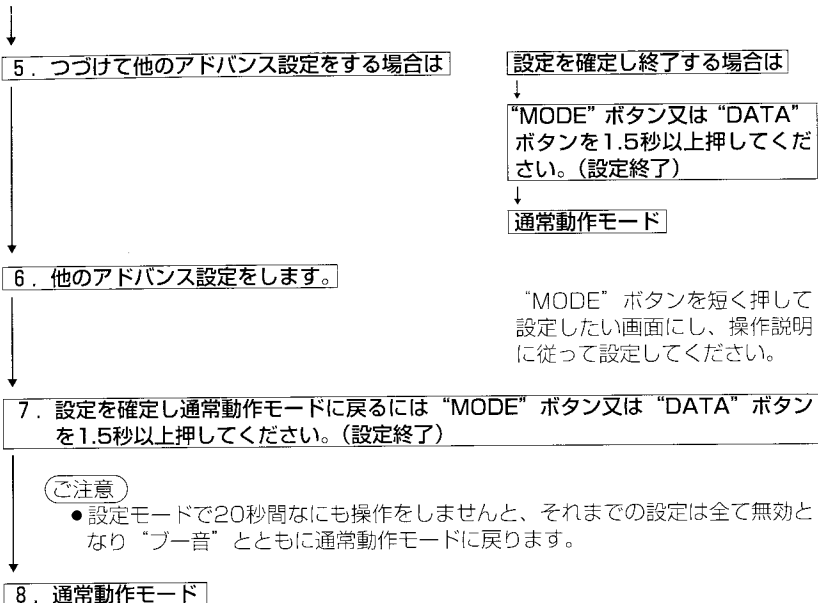 5. つづけて他のアドバンス設定をする場合は
設定を確定し終了する場合は
“MODE”ボタン又は“DATA”
ボタンを1.5秒以上押してくだ
さい。(設定終了)
通常動作モード
6. 他のアドバンス設定をします。
“MODE”ボタンを短く押して
設定したい画面にし、操作説明
に従って設定してください。
7. 設定を確定し通常動作モードに戻るには“MODE”ボタン又は“DATA”ボタン
を1.5秒以上押してください。(設定終了)
ご注意
●設定モードで20秒間なにも操作をしませんと、それまでの設定は全て無効と
なり“ブー音”とともに通常動作モードに戻ります。
8. 通常動作モード